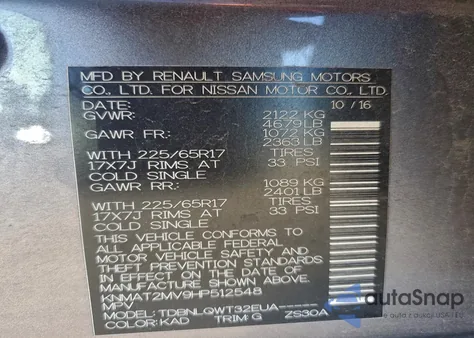 MFD BY RENAULT SAMSUNG MOTORS
CO., LTD. FOR NISSAN MOTOR CO., LTD.
DATE: 10 / 16
GVWR: 2122 KG
4679 LB
GAWR FR: 1072 KG
2363 LB
WITH 225/65R17 TIRES
17X7J RIMS AT 33 PSI
COLD SINGLE
GAWR RR: 1089 KG
2401 LB
WITH 225/65R17 TIRES
17X7J RIMS AT 33 PSI
COLD SINGLE
THIS VEHICLE CONFORMS TO
ALL APPLICABLE FEDERAL
MOTOR VEHICLE SAFETY AND
THEFT PREVENTION STANDARDS
IN EFFECT ON THE DATE OF
MANUFACTURE SHOWN ABOVE.
KNMAT2MV9HP512548
MPV
MODEL: TDBNLQWT32EUA-----
COLOR: KAD TRIM: G ZS30A
autaSnap